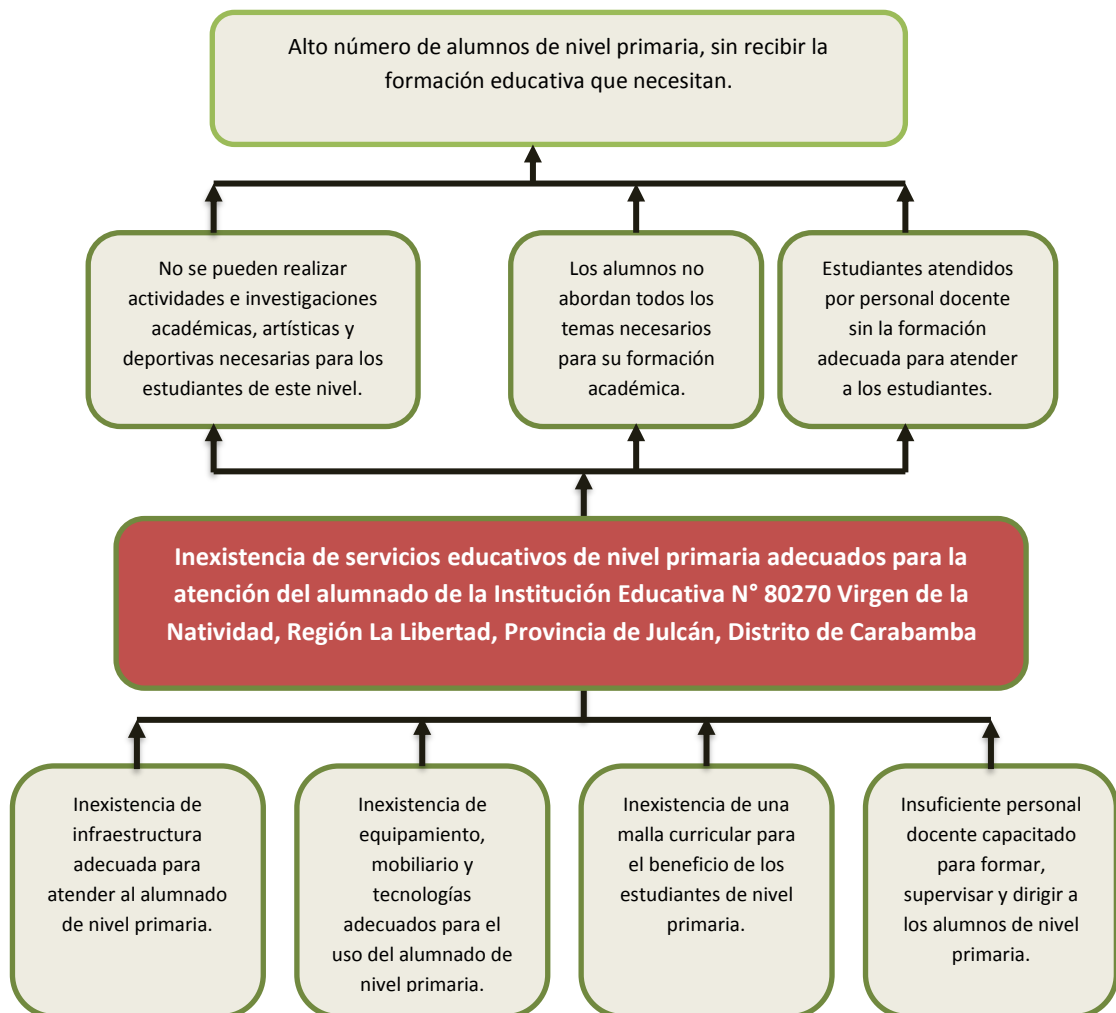 Alto número de alumnos de nivel primaria, sin recibir la
formación educativa que necesitan.
No se pueden realizar
actividades e investigaciones
académicas, artísticas y
deportivas necesarias para los
estudiantes de este nivel.
Los alumnos no
abordan todos los
temas necesarios
para su formación
académica.
Estudiantes atendidos
por personal docente
sin la formación
adecuada para atender
a los estudiantes.
Inexistencia de servicios educativos de nivel primaria adecuados para la
atención del alumnado de la Institución Educativa N° 80270 Virgen de la
Natividad, Región La Libertad, Provincia de Julcán, Distrito de Carabamba
Inexistencia de
infraestructura
adecuada para
atender al alumnado
de nivel primaria.
Inexistencia de
equipamiento,
mobiliario y
tecnologías
adecuados para el
uso del alumnado de
nivel primaria.
Inexistencia de una
malla curricular para
el beneficio de los
estudiantes de nivel
primaria.
Insuficiente personal
docente capacitado
para formar,
supervisar y dirigir a
los alumnos de nivel
primaria.